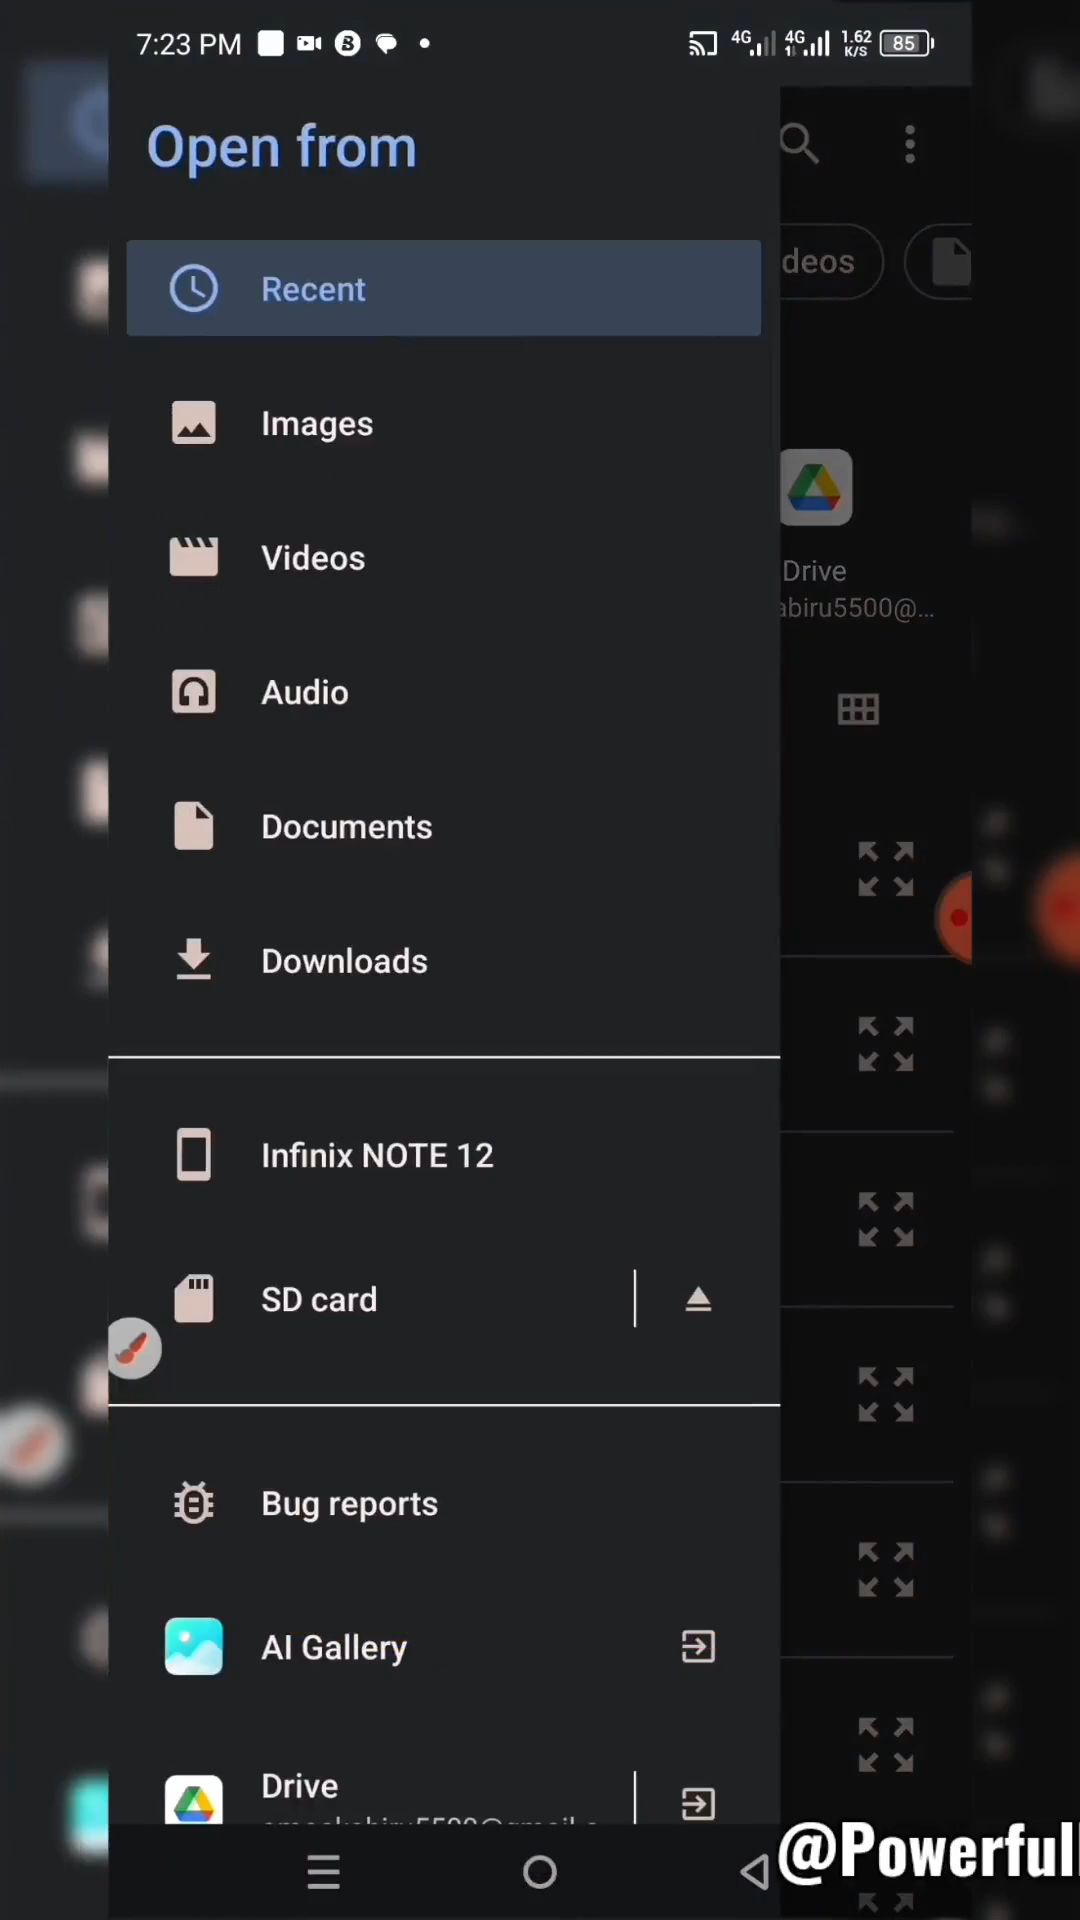 7:23 PM
4G
4G
1.62
K/S
85
Open from
Recent
deos
Images
Videos
Drive
abiru5500@...
Audio
Documents
Downloads
Infinix NOTE 12
SD card
Bug reports
AI Gallery
Drive
@Powerful